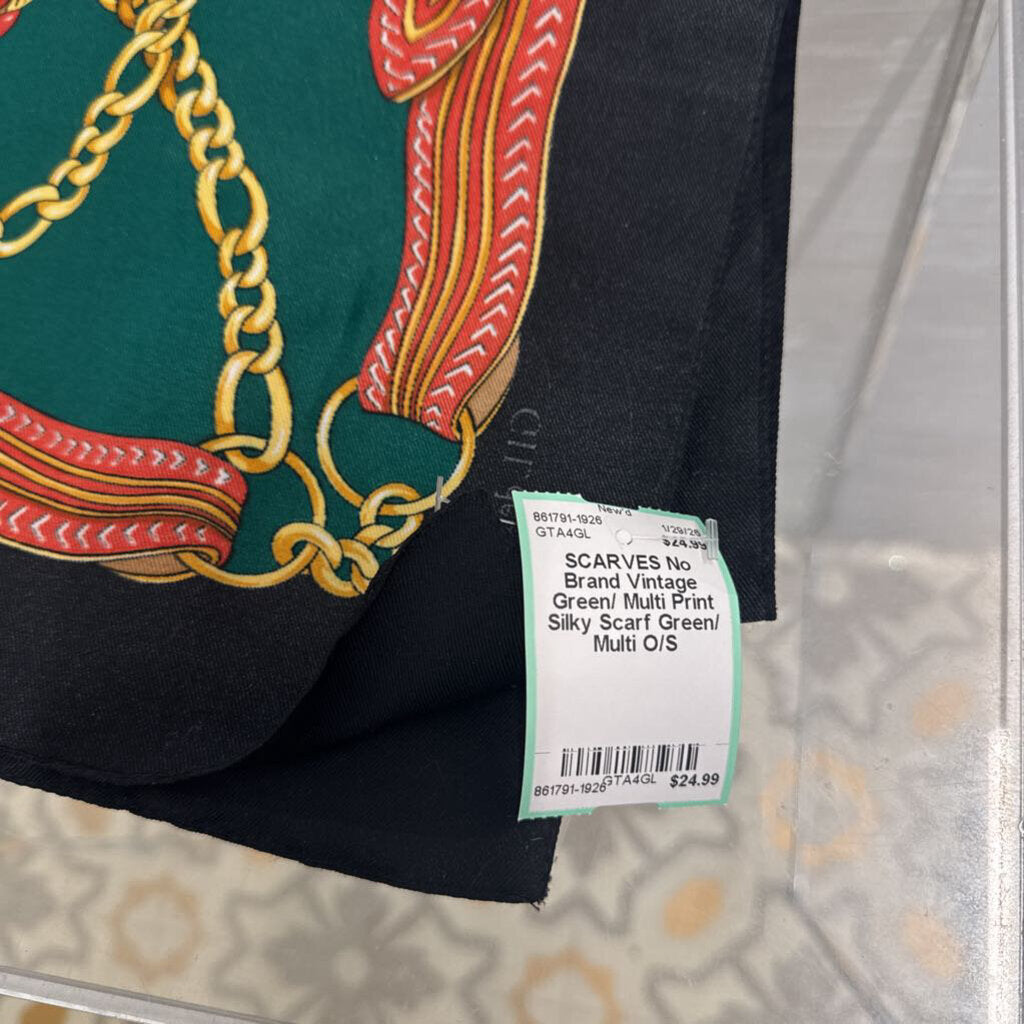 New'd
861791-1926
1/29/26
GTA4GL
$24.99
SCARVES No
Brand Vintage
Green/ Multi Print
Silky Scarf Green/
Multi O/S
GTA4GL
861791-1926
$24.99